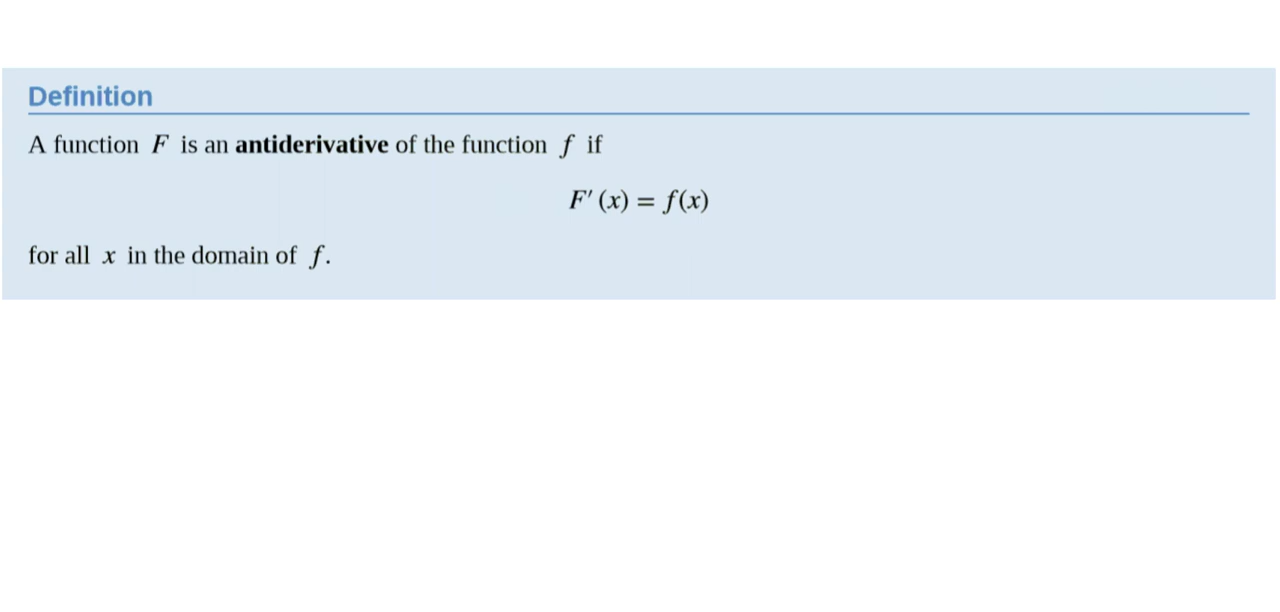 Definition
A function F is an antiderivative of the function f if
F′ (x) = f(x)
for all x in the domain of f.